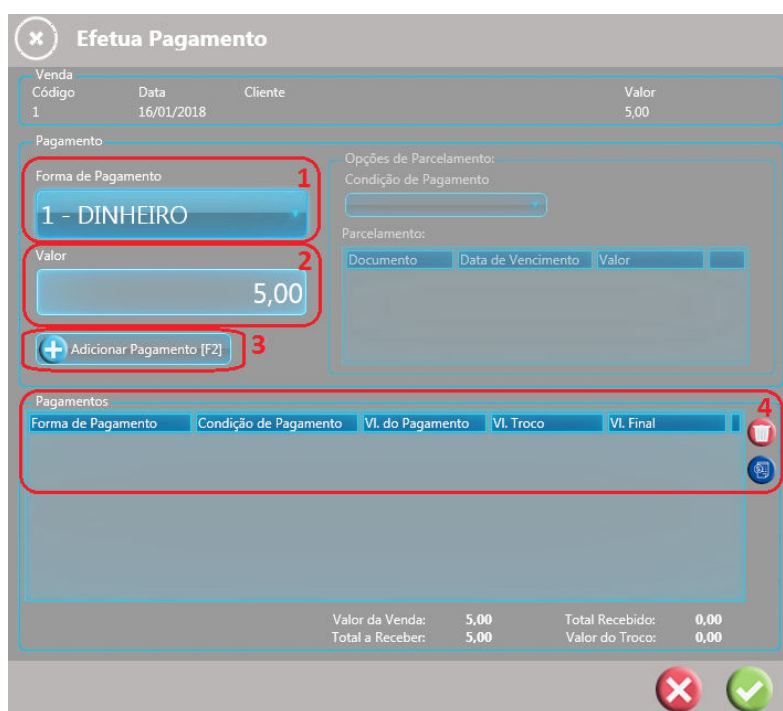 Efetua Pagamento
Venda
Código Data Cliente Valor
1 16/01/2018 5,00
Pagamento
Forma de Pagamento 1
1 - DINHEIRO
Valor 2
5,00
Adicionar Pagamento [F2] 3
Opções de Parcelamento:
Condição de Pagamento
Parcelamento:
Documento Data de Vencimento Valor
Pagamentos 4
Forma de Pagamento Condição de Pagamento Vl. do Pagamento Vl. Troco Vl. Final
Valor da Venda: 5,00 Total Recebido: 0,00
Total a Receber: 5,00 Valor do Troco: 0,00